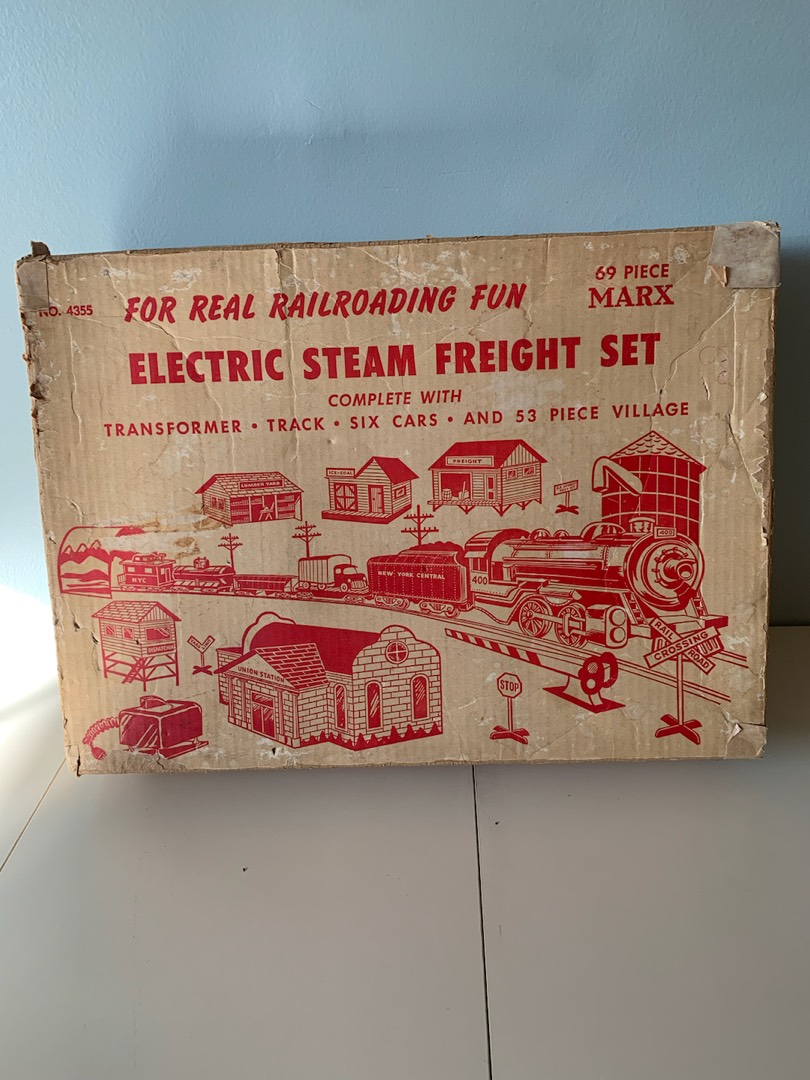 69 PIECE
NO. 4355 FOR REAL RAILROADING FUN MARX
ELECTRIC STEAM FREIGHT SET
COMPLETE WITH
TRANSFORMER • TRACK • SIX CARS • AND 53 PIECE VILLAGE
LUMBER YARD
ICE-COAL
FREIGHT
400
NYC
NEW YORK CENTRAL
400
DISPATCHER
UNION STATION
STOP
RAIL
CROSSING
ROAD